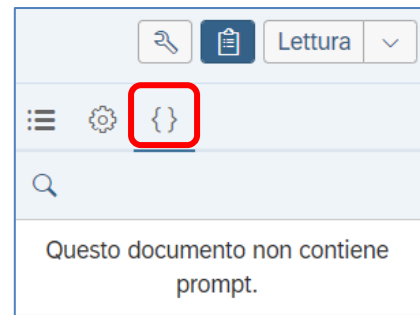 Lettura
{ }
Questo documento non contiene
prompt.